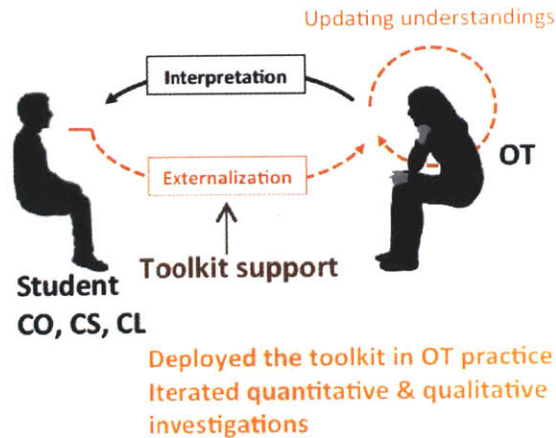 Updating understandings
Interpretation
OT
Externalization
Toolkit support
Student
CO, CS, CL
Deployed the toolkit in OT practice
Iterated quantitative & qualitative
investigations